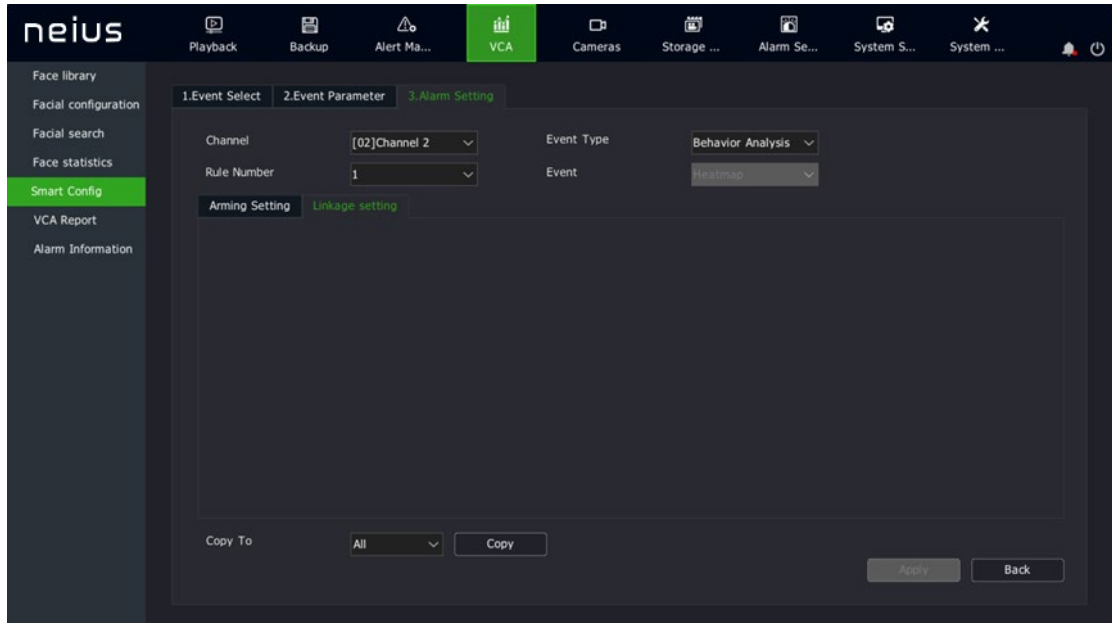 neius
Playback
Backup
Alert Ma...
VCA
Cameras
Storage ...
Alarm Se...
System S...
System ...
Face library
Facial configuration
Facial search
Face statistics
Smart Config
VCA Report
Alarm Information
1.Event Select
2.Event Parameter
3.Alarm Setting
Channel
[02]Channel 2
Event Type
Behavior Analysis
Rule Number
1
Event
Heatmap
Arming Setting
Linkage setting
Copy To
All
Copy
Apply
Back